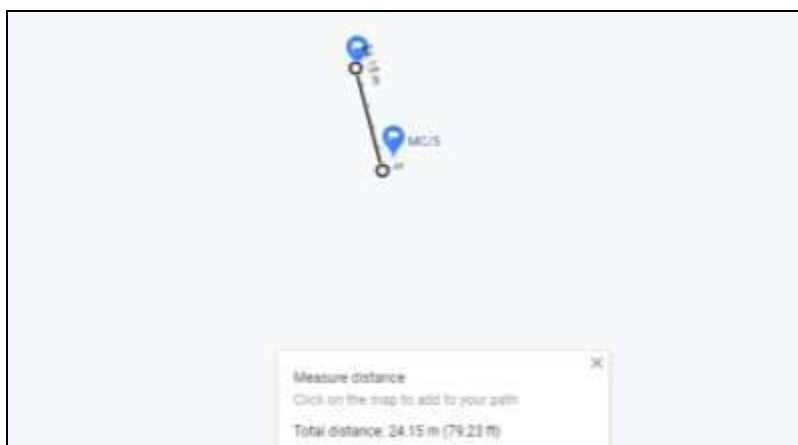 MC/S
Measure distance
Click on the map to add to your path
Total distance: 24.15 m (79.23 ft)